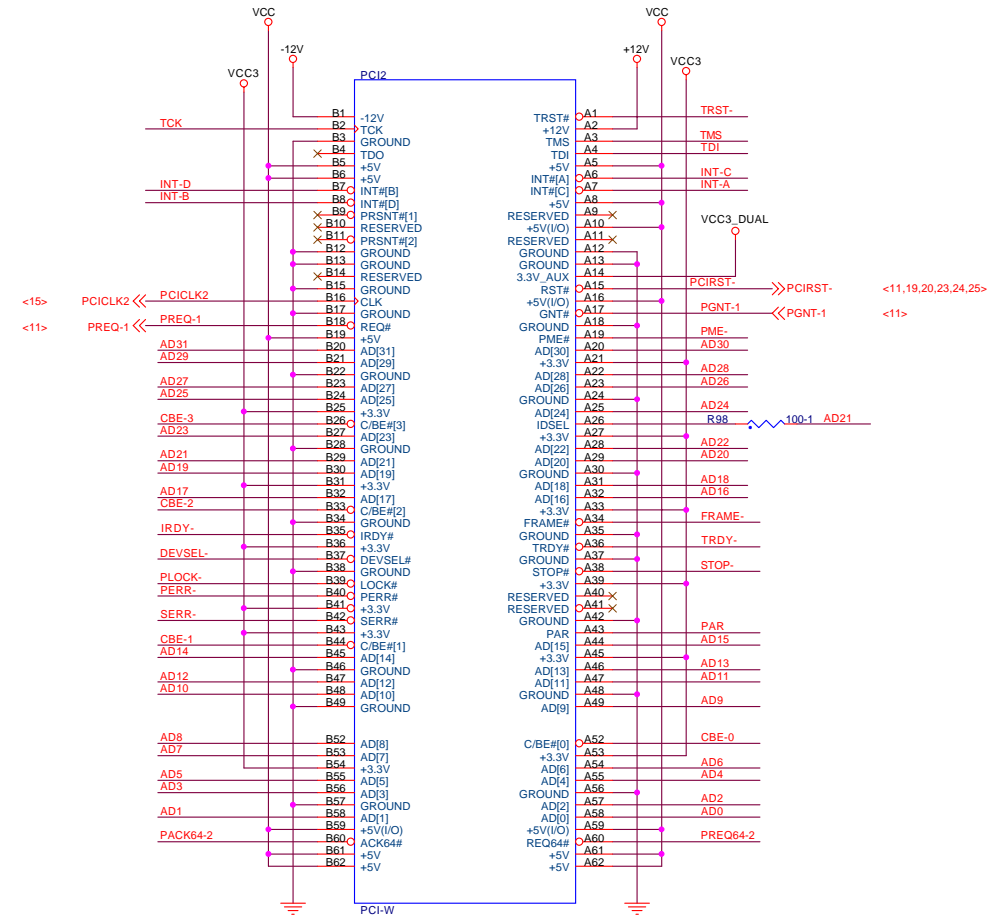 VCC VCC
-12V +12V
VCC3 VCC3
PCI2
B1 -12V TRST# A1 TRST-
TCK B2 TCK +12V A2
B3 GROUND TMS A3 TMS
B4 TDO TDI A4 TDI
B5 +5V +5V A5
B6 +5V INT#[A] A6 INT-C
INT-D B7 INT#[B] INT#[C] A7 INT-A
INT-B B8 INT#[D] +5V A8
B9 PRSNT#[1] RESERVED A9
B10 RESERVED +5V(I/O) A10 VCC3_DUAL
B11 PRSNT#[2] RESERVED A11
B12 GROUND GROUND A12
B13 GROUND GROUND A13
B14 RESERVED 3.3V_AUX A14
B15 GROUND RST# A15 PCIRST- PCIRST- <11,19,20,23,24,25>
<15> PCICLK2 PCICLK2 B16 CLK +5V(I/O) A16
B17 GROUND GNT# A17 PGNT-1 PGNT-1 <11>
<11> PREQ-1 PREQ-1 B18 REQ# GROUND A18
B19 +5V PME# A19 PME-
AD31 B20 AD[31] AD[30] A20 AD30
AD29 B21 AD[29] +3.3V A21
B22 GROUND AD[28] A22 AD28
AD27 B23 AD[27] AD[26] A23 AD26
AD25 B24 AD[25] GROUND A24
B25 +3.3V AD[24] A25 AD24
CBE-3 B26 C/BE#[3] IDSEL A26 R98 100-1 AD21
AD23 B27 AD[23] +3.3V A27
B28 GROUND AD[22] A28 AD22
AD21 B29 AD[21] AD[20] A29 AD20
AD19 B30 AD[19] GROUND A30
B31 +3.3V AD[18] A31 AD18
AD17 B32 AD[17] AD[16] A32 AD16
CBE-2 B33 C/BE#[2] +3.3V A33
B34 GROUND FRAME# A34 FRAME-
IRDY- B35 IRDY# GROUND A35
B36 +3.3V TRDY# A36 TRDY-
DEVSEL- B37 DEVSEL# GROUND A37
B38 GROUND STOP# A38 STOP-
PLOCK- B39 LOCK# +3.3V A39
PERR- B40 PERR# RESERVED A40
B41 +3.3V RESERVED A41
SERR- B42 SERR# GROUND A42
B43 +3.3V PAR A43 PAR
CBE-1 B44 C/BE#[1] AD[15] A44 AD15
AD14 B45 AD[14] +3.3V A45
B46 GROUND AD[13] A46 AD13
AD12 B47 AD[12] AD[11] A47 AD11
AD10 B48 AD[10] GROUND A48
B49 GROUND AD[9] A49 AD9
AD8 B52 AD[8] C/BE#[0] A52 CBE-0
AD7 B53 AD[7] +3.3V A53
B54 +3.3V AD[6] A54 AD6
AD5 B55 AD[5] AD[4] A55 AD4
AD3 B56 AD[3] GROUND A56
B57 GROUND AD[2] A57 AD2
AD1 B58 AD[1] AD[0] A58 AD0
B59 +5V(I/O) +5V(I/O) A59
PACK64-2 B60 ACK64# REQ64# A60 PREQ64-2
B61 +5V +5V A61
B62 +5V +5V A62
PCI-W